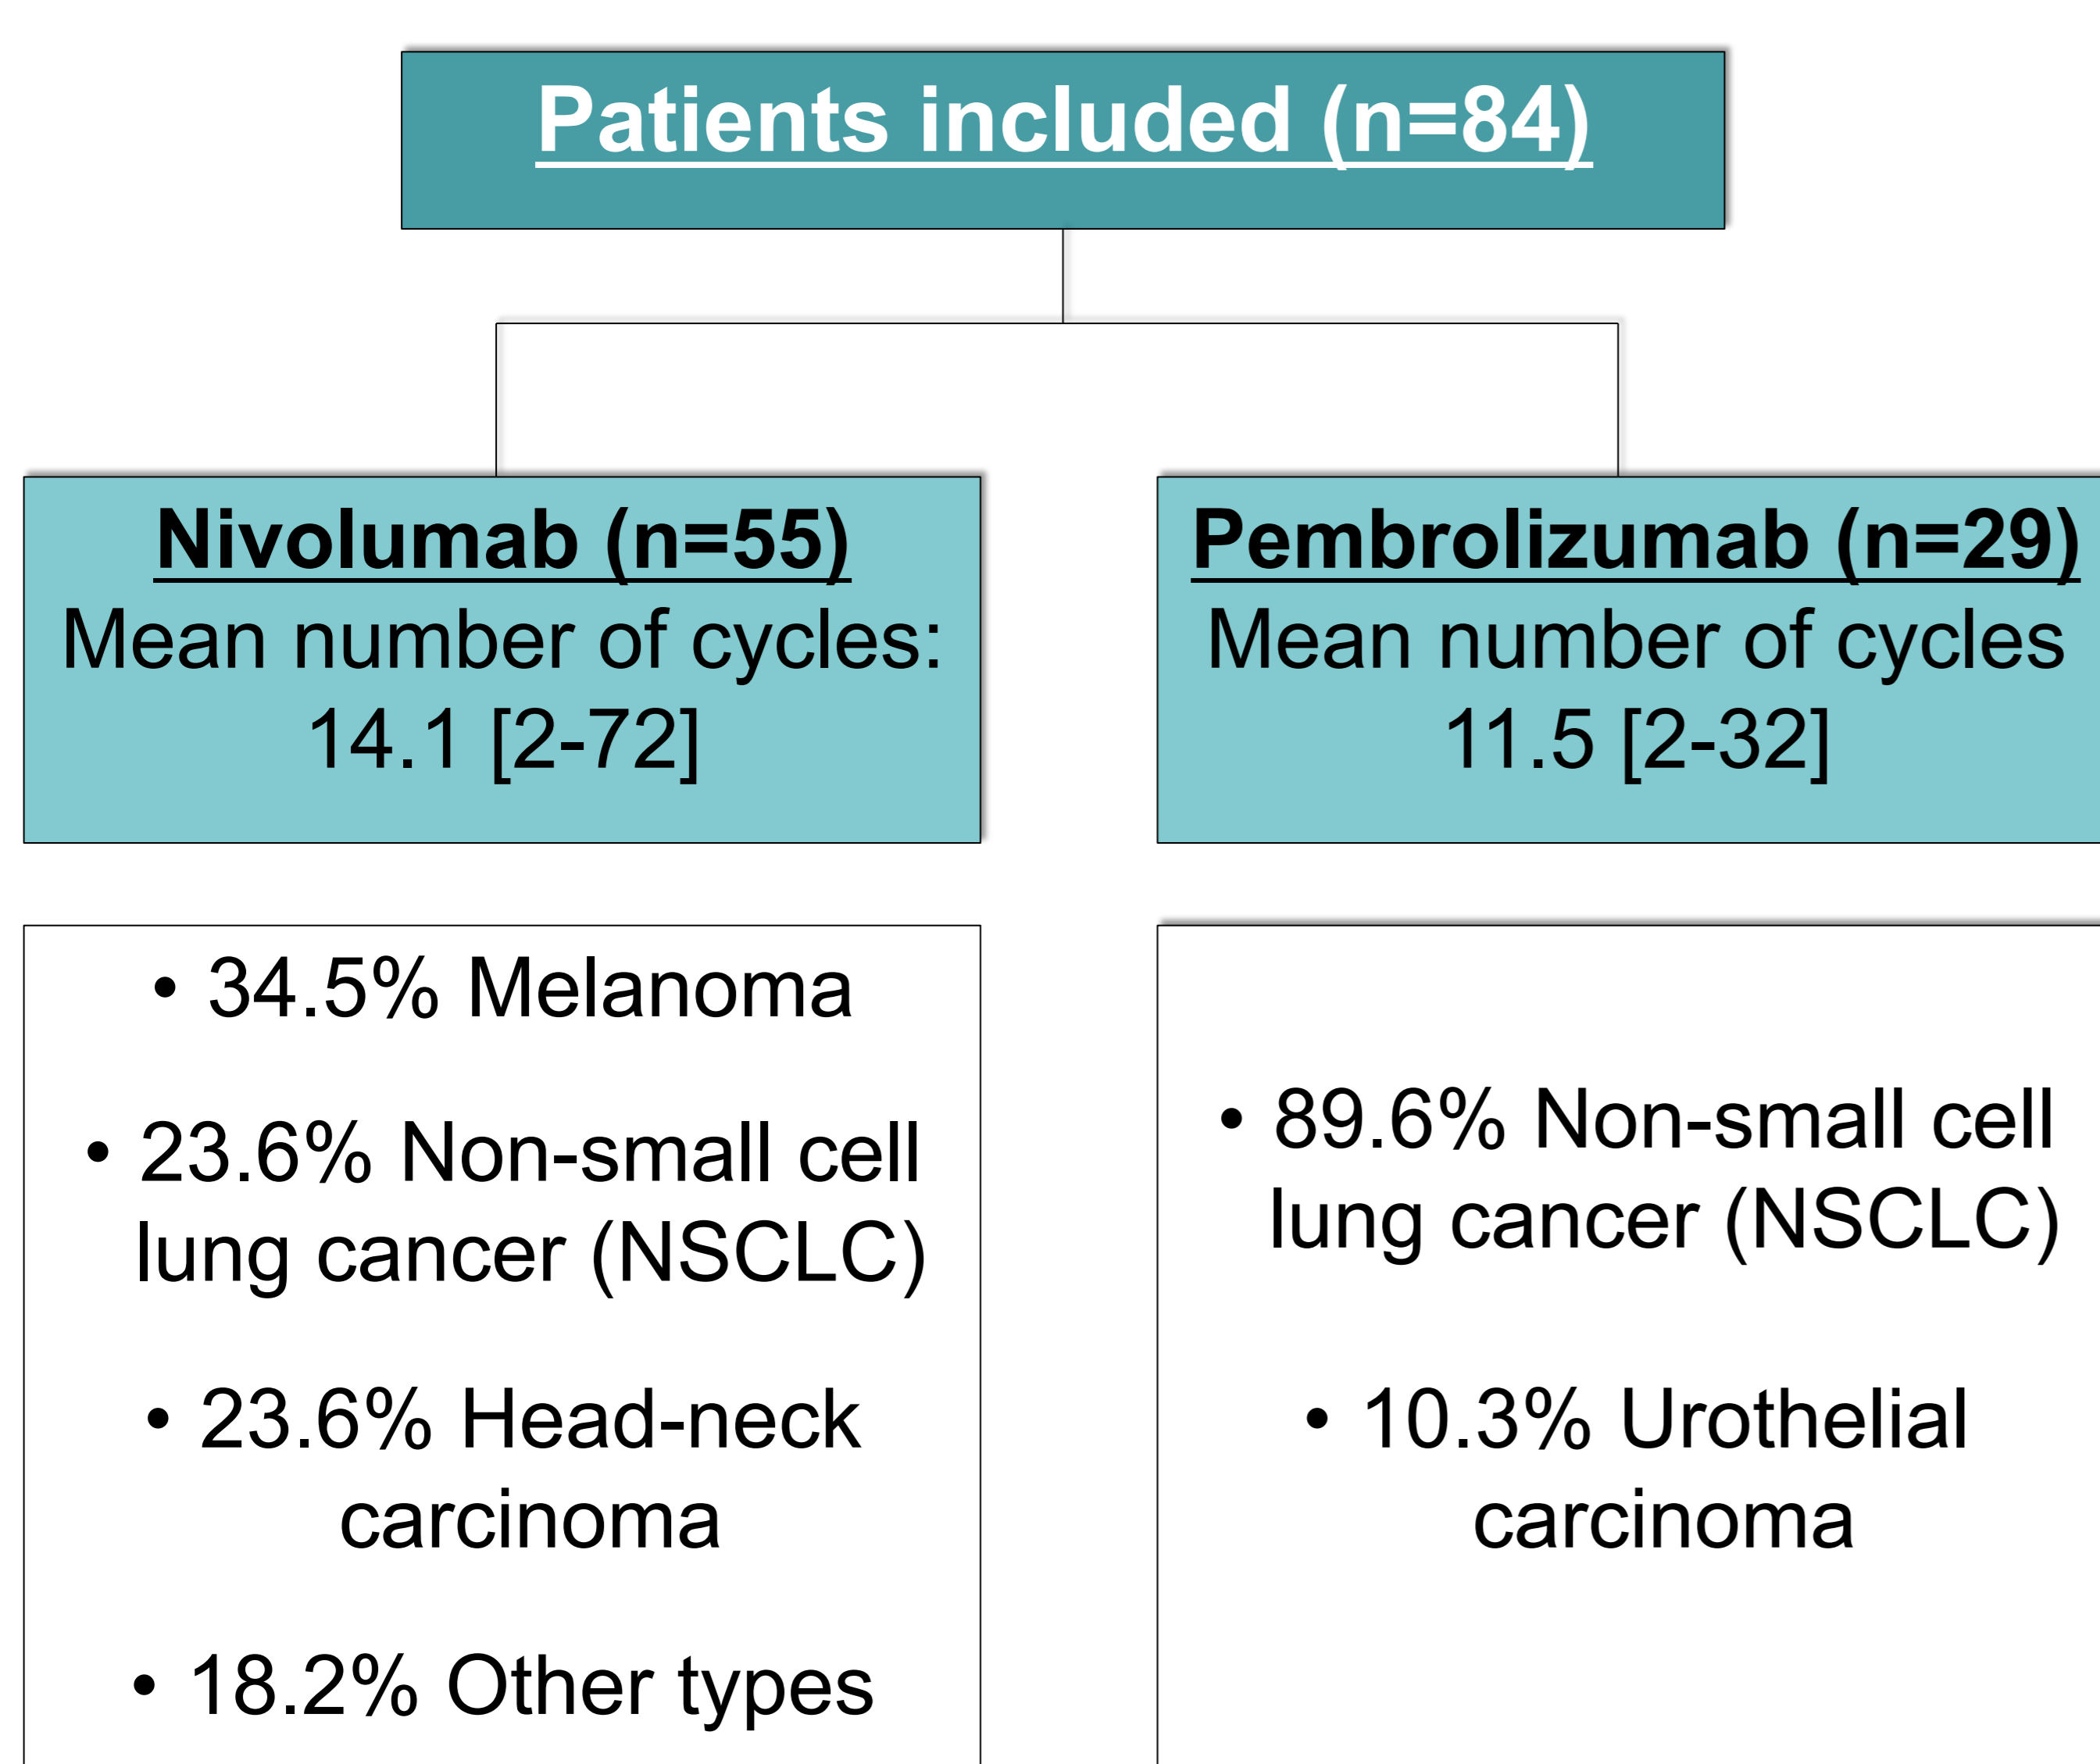 Patients included (n=84)
Nivolumab (n=55)
Mean number of cycles:
14.1 [2-72]
Pembrolizumab (n=29)
Mean number of cycles
11.5 [2-32]
• 34.5% Melanoma
• 23.6% Non-small cell
lung cancer (NSCLC)
• 23.6% Head-neck
carcinoma
• 18.2% Other types
• 89.6% Non-small cell
lung cancer (NSCLC)
• 10.3% Urothelial
carcinoma